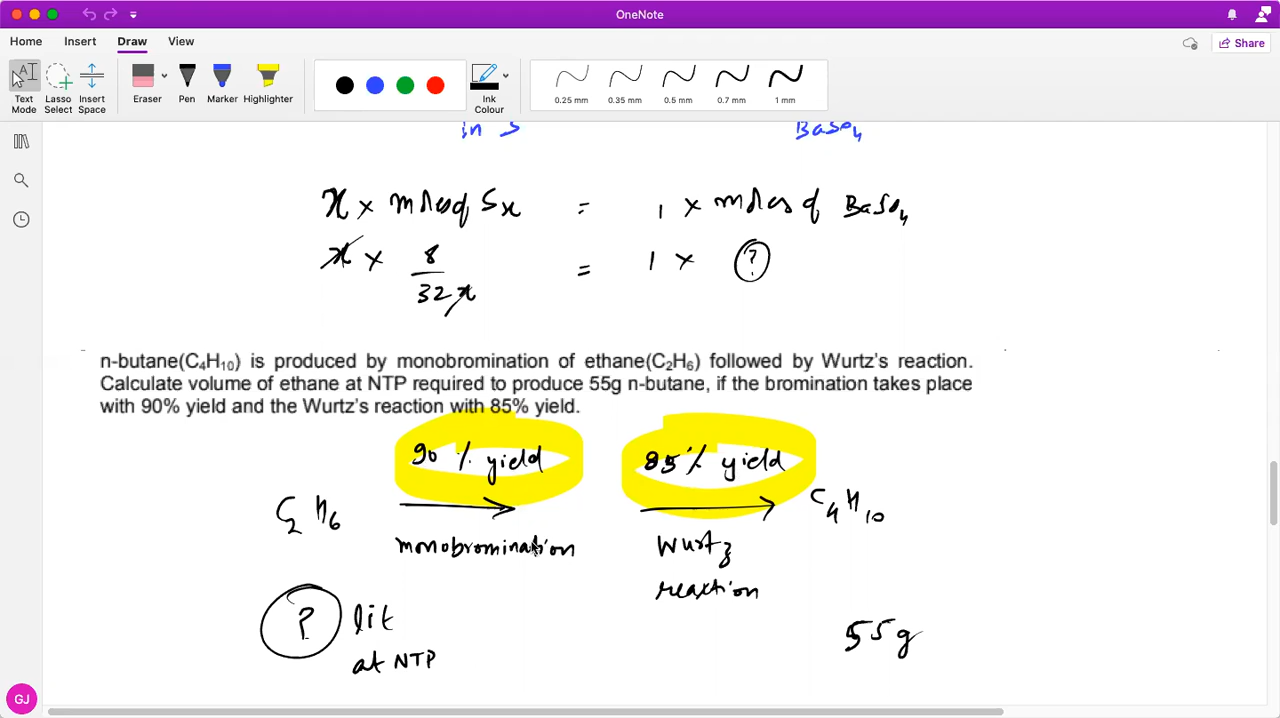 OneNote
Home Insert Draw View
Share
Text Mode
Lasso Select
Insert Space
Eraser
Pen
Marker
Highlighter
Ink Colour
0.25 mm 0.35 mm 0.5 mm 0.7 mm 1 mm
in S BaSO4
x × moles of Sx = 1 × moles of BaSO4
x × 8/32x = 1 × ?
n-butane(C4H10) is produced by monobromination of ethane(C2H6) followed by Wurtz's reaction.
Calculate volume of ethane at NTP required to produce 55g n-butane, if the bromination takes place
with 90% yield and the Wurtz's reaction with 85% yield.
90 % yield 85% yield
C2H6 C4H10
monobromination Wurtz
reaction
? lit
at NTP
55g
GJ